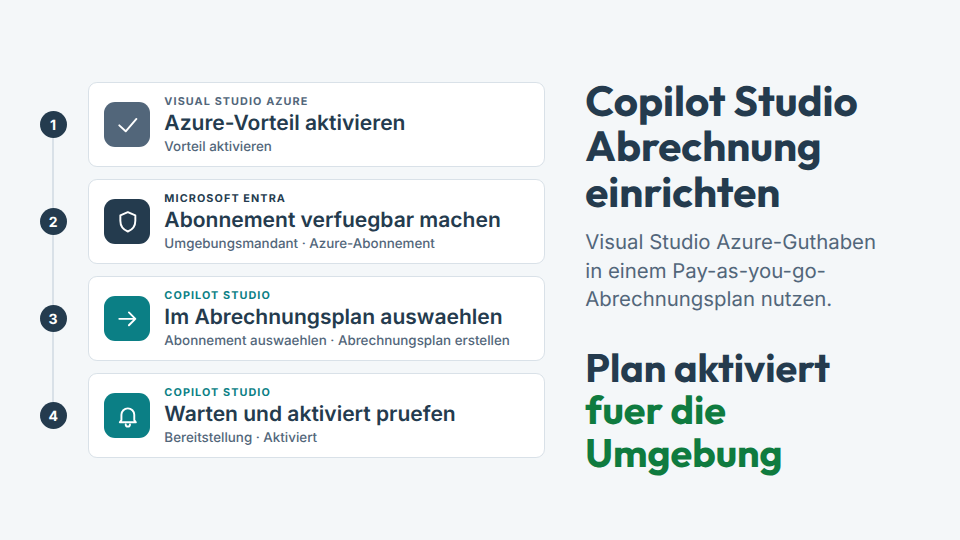 1
VISUAL STUDIO AZURE
Azure-Vorteil aktivieren
Vorteil aktivieren
2
MICROSOFT ENTRA
Abonnement verfuegbar machen
Umgebungsmandant · Azure-Abonnement
3
COPILOT STUDIO
Im Abrechnungsplan auswaehlen
Abonnement auswaehlen · Abrechnungsplan erstellen
4
COPILOT STUDIO
Warten und aktiviert pruefen
Bereitstellung · Aktiviert
Copilot Studio
Abrechnung
einrichten
Visual Studio Azure-Guthaben
in einem Pay-as-you-go-
Abrechnungsplan nutzen.
Plan aktiviert
fuer die
Umgebung